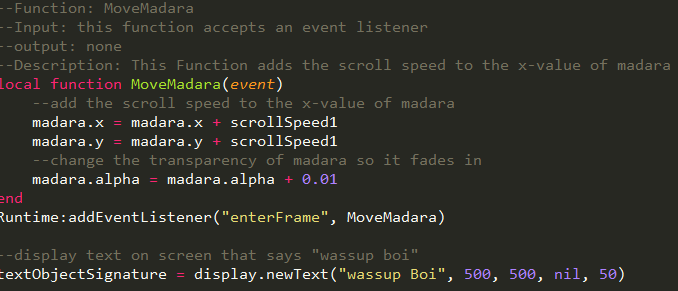 --Function: MoveMadara
--Input: this function accepts an event listener
--output: none
--Description: This Function adds the scroll speed to the x-value of madara
local function MoveMadara(event)
    --add the scroll speed to the x-value of madara
    madara.x = madara.x + scrollSpeed1
    madara.y = madara.y + scrollSpeed1
    --change the transparency of madara so it fades in
    madara.alpha = madara.alpha + 0.01
end
Runtime:addEventListener("enterFrame", MoveMadara)

--display text on screen that says "wassup boi"
textObjectSignature = display.newText("wassup Boi", 500, 500, nil, 50)